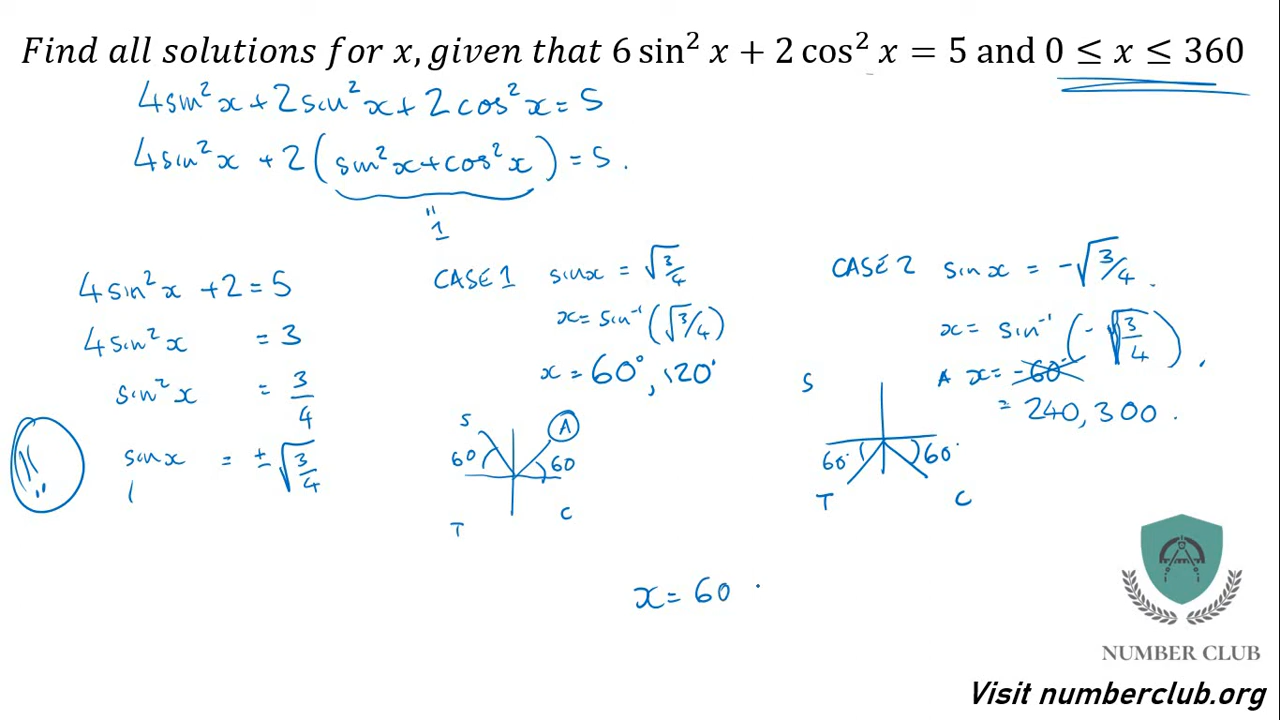 Find all solutions for x, given that 6 sin² x + 2 cos² x = 5 and 0 ≤ x ≤ 360
4sin²x + 2sin²x + 2cos²x = 5
4sin²x + 2(sin²x + cos²x) = 5.
"
1
4sin²x + 2 = 5
4sin²x = 3
sin²x = 3/4
!!
sinx = ±√3/4
CASE 1 sinx = √3/4
x = sin⁻¹(√3/4)
x = 60°, 120°
S A
60 60
T C
CASE 2 sinx = -√3/4.
x = sin⁻¹(-√3/4).
x = -60
= 240, 300.
S A
60° 60°
T C
x = 60
NUMBER CLUB
Visit numberclub.org